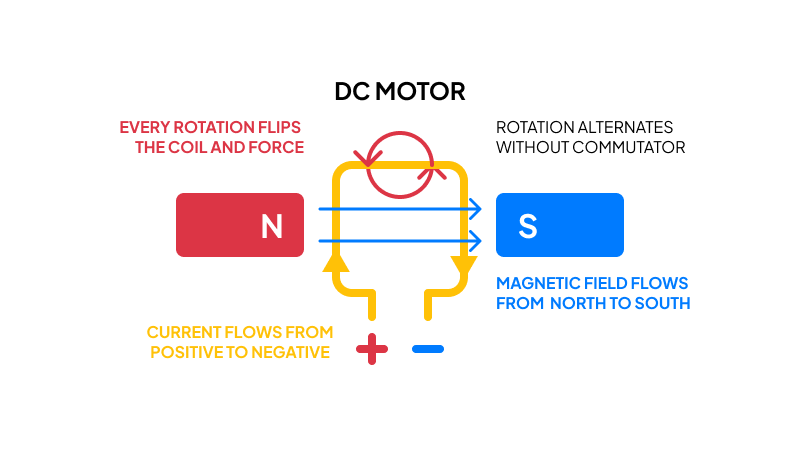 DC MOTOR
EVERY ROTATION FLIPS
THE COIL AND FORCE
ROTATION ALTERNATES
WITHOUT COMMUTATOR
N
S
MAGNETIC FIELD FLOWS
FROM NORTH TO SOUTH
CURRENT FLOWS FROM
POSITIVE TO NEGATIVE
+ −